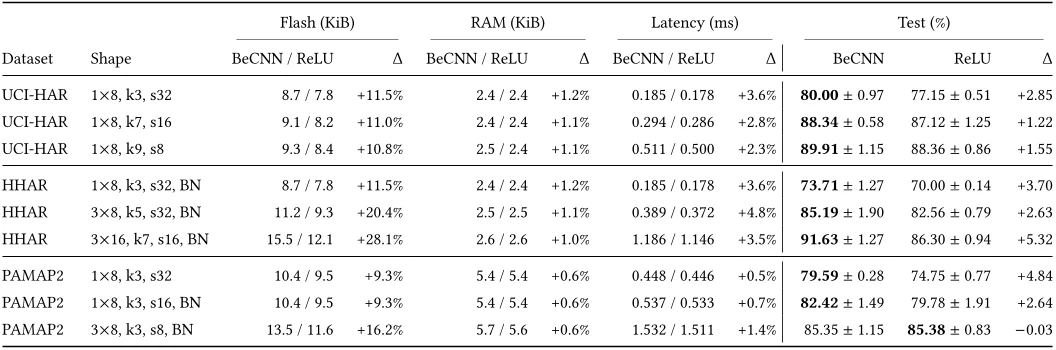 Flash (KiB) RAM (KiB) Latency (ms) Test (%)
Dataset Shape BeCNN / ReLU Δ BeCNN / ReLU Δ BeCNN / ReLU Δ BeCNN ReLU Δ
UCI-HAR 1×8, k3, s32 8.7 / 7.8 +11.5% 2.4 / 2.4 +1.2% 0.185 / 0.178 +3.6% 80.00 ± 0.97 77.15 ± 0.51 +2.85
UCI-HAR 1×8, k7, s16 9.1 / 8.2 +11.0% 2.4 / 2.4 +1.1% 0.294 / 0.286 +2.8% 88.34 ± 0.58 87.12 ± 1.25 +1.22
UCI-HAR 1×8, k9, s8 9.3 / 8.4 +10.8% 2.5 / 2.4 +1.1% 0.511 / 0.500 +2.3% 89.91 ± 1.15 88.36 ± 0.86 +1.55
HHAR 1×8, k3, s32, BN 8.7 / 7.8 +11.5% 2.4 / 2.4 +1.2% 0.185 / 0.178 +3.6% 73.71 ± 1.27 70.00 ± 0.14 +3.70
HHAR 3×8, k5, s32, BN 11.2 / 9.3 +20.4% 2.5 / 2.5 +1.1% 0.389 / 0.372 +4.8% 85.19 ± 1.90 82.56 ± 0.79 +2.63
HHAR 3×16, k7, s16, BN 15.5 / 12.1 +28.1% 2.6 / 2.6 +1.0% 1.186 / 1.146 +3.5% 91.63 ± 1.27 86.30 ± 0.94 +5.32
PAMAP2 1×8, k3, s32 10.4 / 9.5 +9.3% 5.4 / 5.4 +0.6% 0.448 / 0.446 +0.5% 79.59 ± 0.28 74.75 ± 0.77 +4.84
PAMAP2 1×8, k3, s16, BN 10.4 / 9.5 +9.3% 5.4 / 5.4 +0.6% 0.537 / 0.533 +0.7% 82.42 ± 1.49 79.78 ± 1.91 +2.64
PAMAP2 3×8, k3, s8, BN 13.5 / 11.6 +16.2% 5.7 / 5.6 +0.6% 1.532 / 1.511 +1.4% 85.35 ± 1.15 85.38 ± 0.83 −0.03